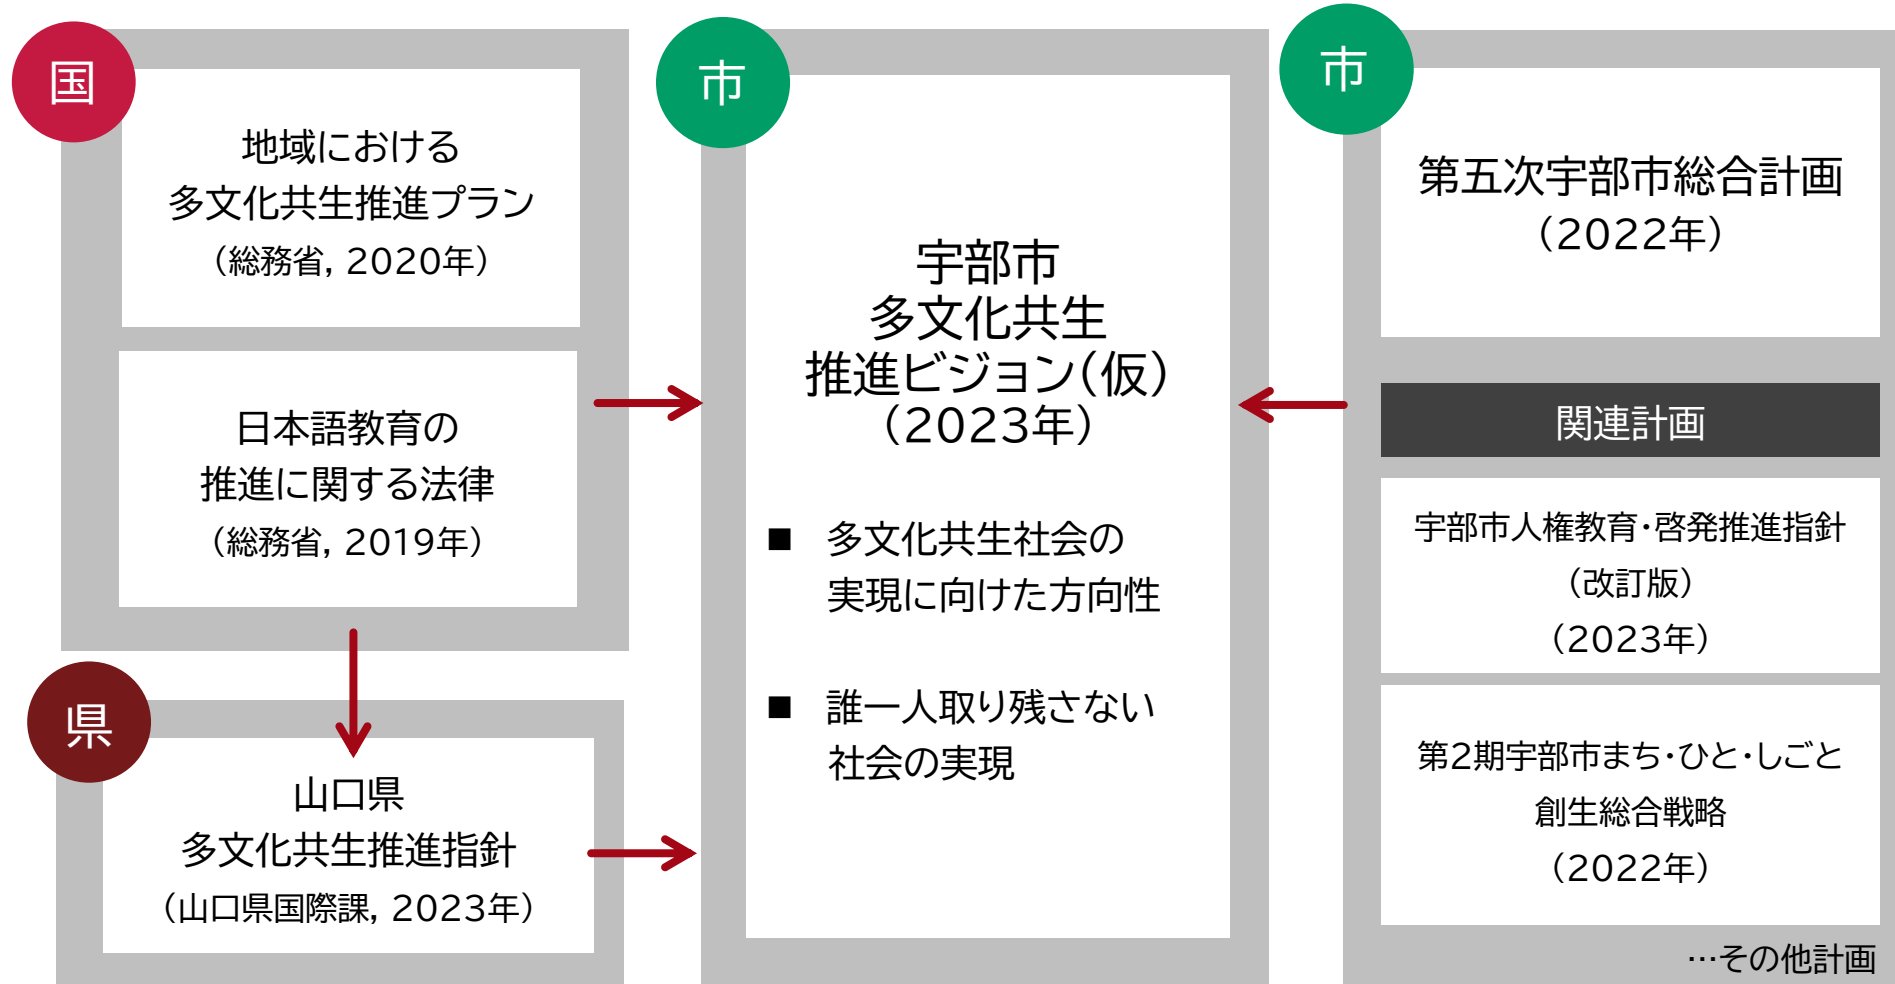 国
地域における
多文化共生推進プラン
（総務省, 2020年）
日本語教育の
推進に関する法律
（総務省, 2019年）
県
山口県
多文化共生推進指針
（山口県国際課, 2023年）
市
宇部市
多文化共生
推進ビジョン（仮）
（2023年）
■ 多文化共生社会の
実現に向けた方向性
■ 誰一人取り残さない
社会の実現
市
第五次宇部市総合計画
（2022年）
関連計画
宇部市人権教育・啓発推進指針
（改訂版）
（2023年）
第2期宇部市まち・ひと・しごと
創生総合戦略
（2022年）
…その他計画